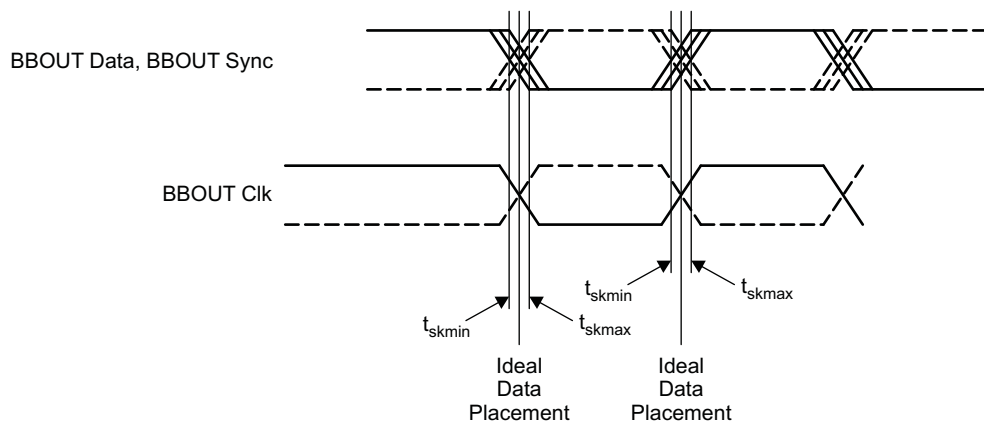 BBOUT Data, BBOUT Sync
BBOUT Clk
tskmin
tskmax
tskmin
tskmax
Ideal
Data
Placement
Ideal
Data
Placement